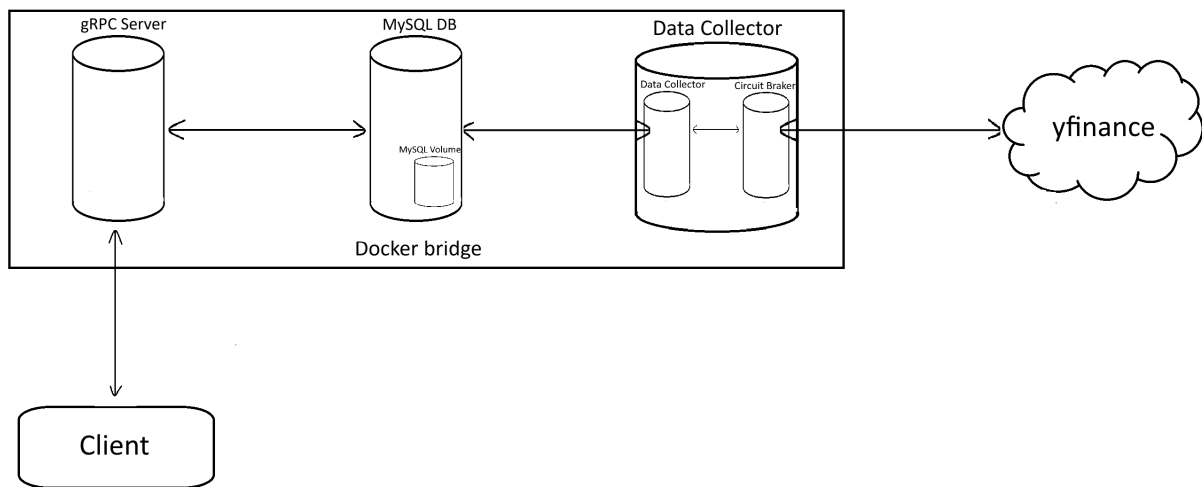 gRPC Server
MySQL DB
Data Collector
Data Collector
Circuit Braker
MySQL Volume
yfinance
Docker bridge
Client